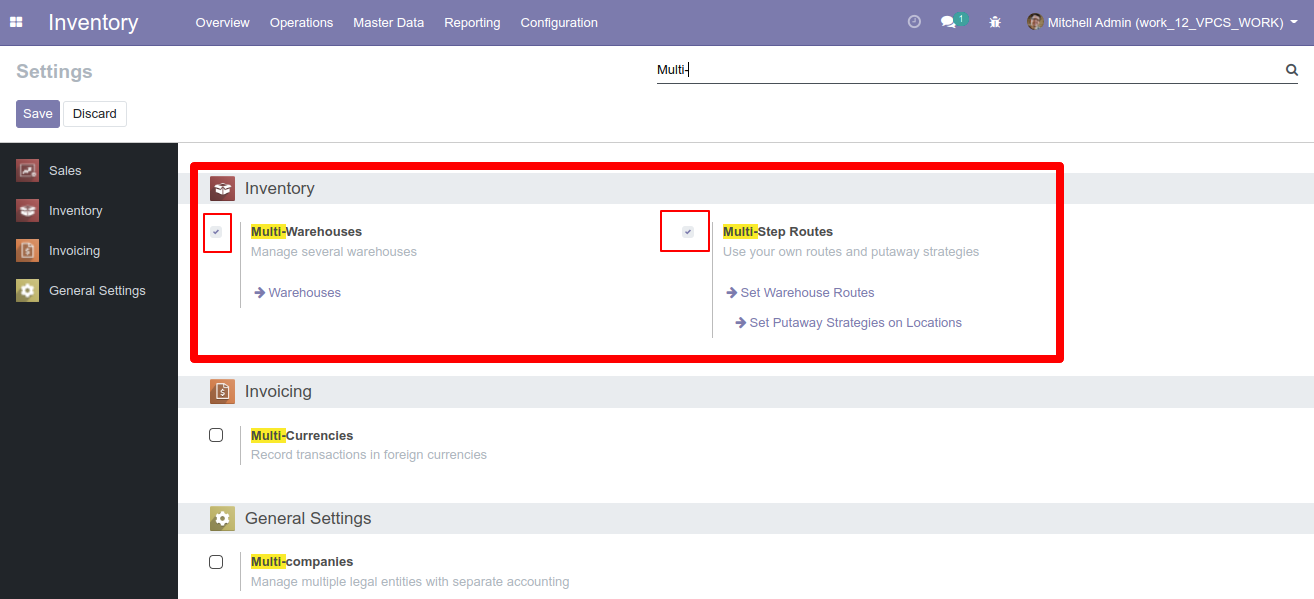 Inventory Overview Operations Master Data Reporting Configuration 1 Mitchell Admin (work_12_VPCS_WORK)
Settings Multi-
Save Discard
Sales
Inventory
Invoicing
General Settings
Inventory
Multi-Warehouses
Manage several warehouses
Warehouses
Multi-Step Routes
Use your own routes and putaway strategies
Set Warehouse Routes
Set Putaway Strategies on Locations
Invoicing
Multi-Currencies
Record transactions in foreign currencies
General Settings
Multi-companies
Manage multiple legal entities with separate accounting